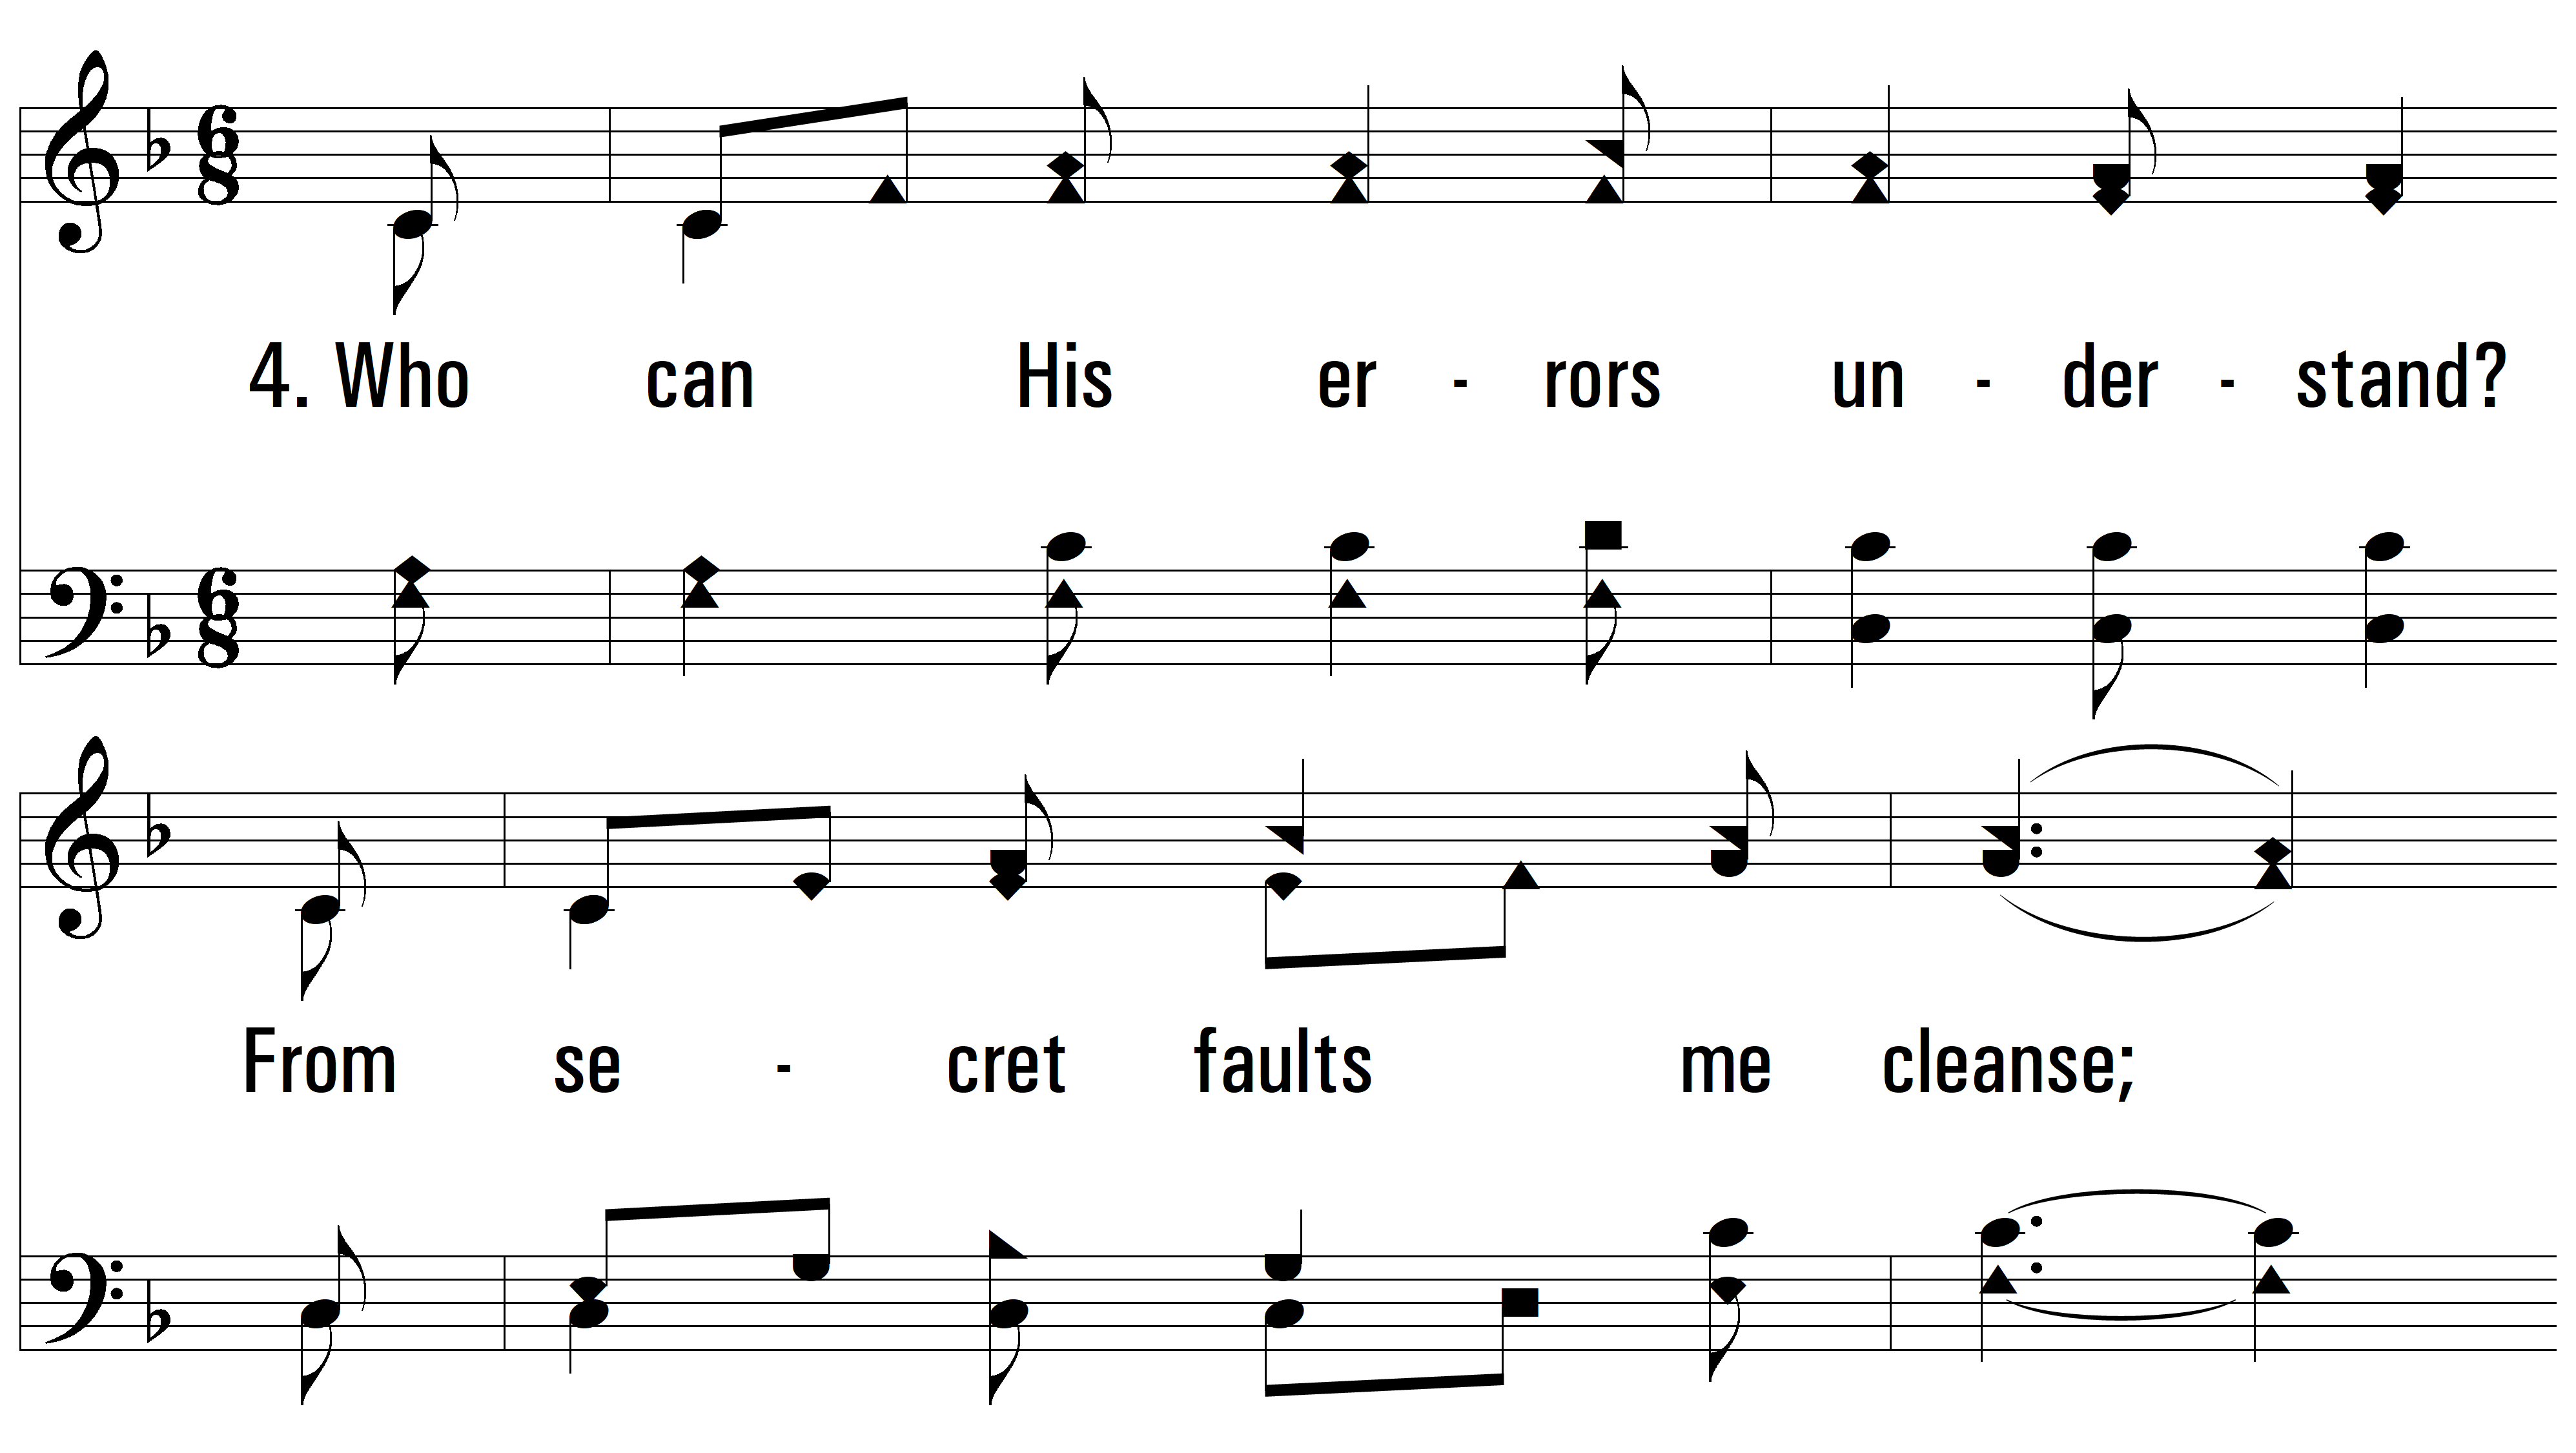 4. Who can His er - rors un - der - stand?
From se - cret faults me cleanse;